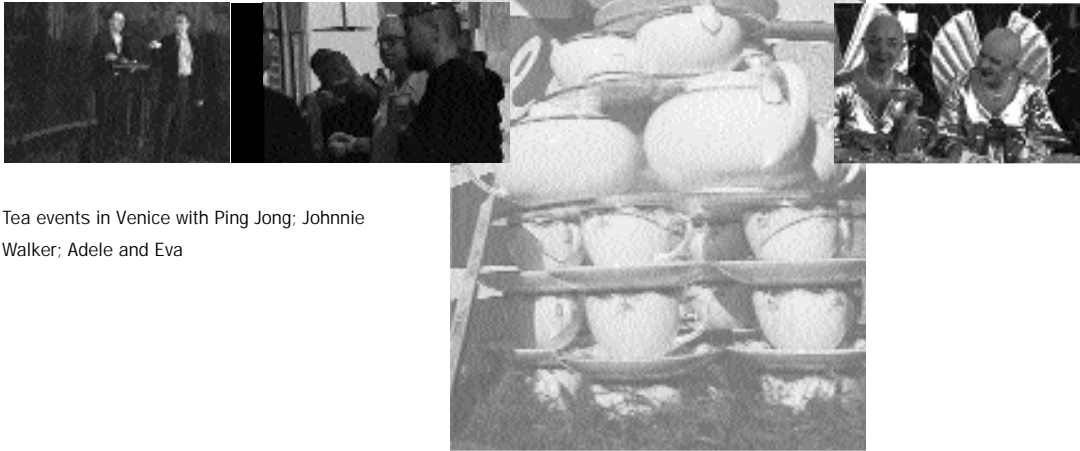 Tea events in Venice with Ping Jong; Johnnie
Walker; Adele and Eva